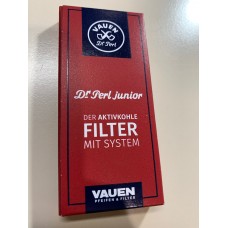 VAUEN
Dr. Perl
Dr. Perl junior
DER AKTIVKOHLE
FILTER
MIT SYSTEM
VAUEN
PFEIFEN & FILTER